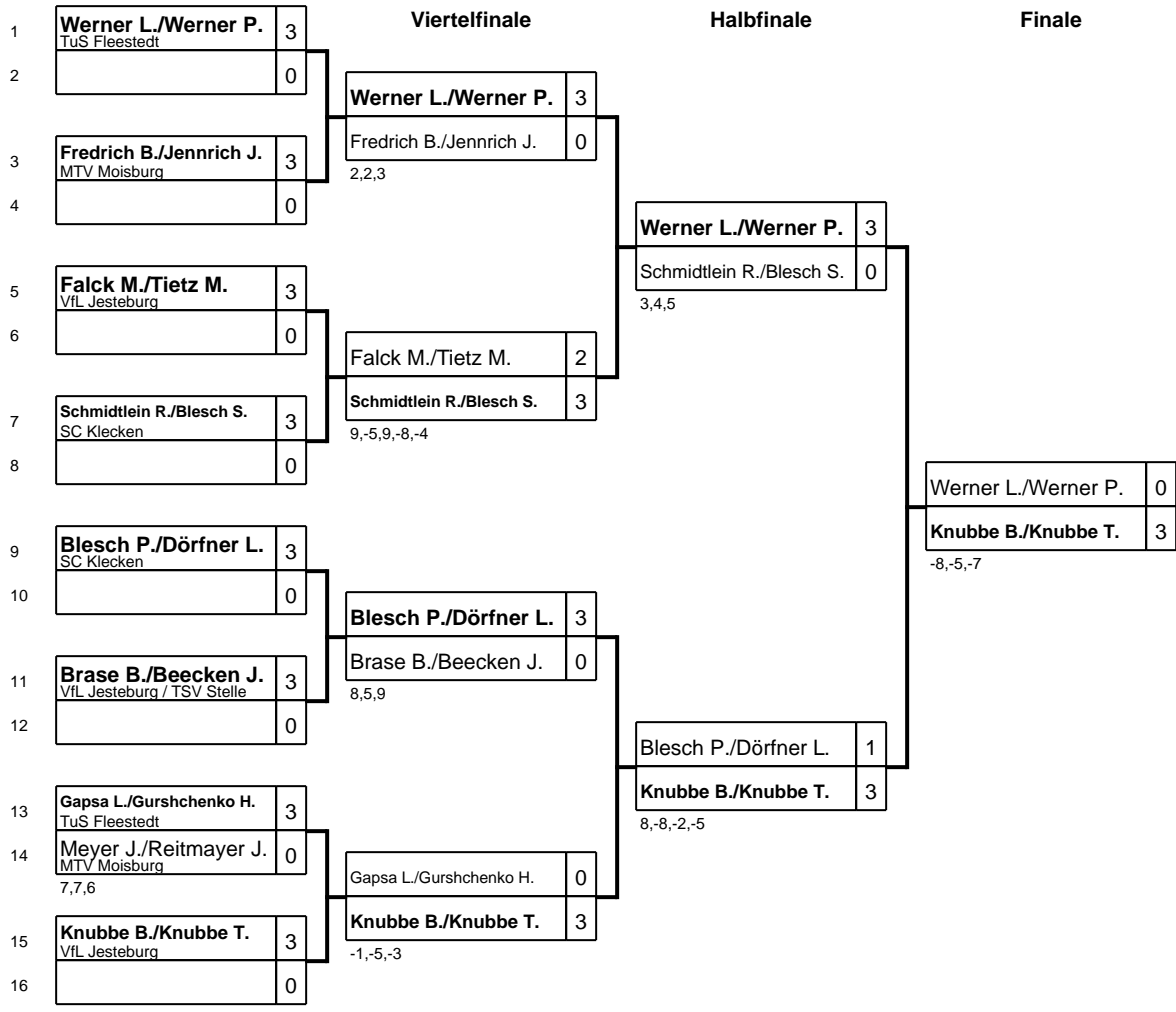 Viertelfinale Halbfinale Finale
1 Werner L./Werner P. 3
TuS Fleestedt
2 0
3 Fredrich B./Jennrich J. 3
MTV Moisburg
4 0
5 Falck M./Tietz M. 3
VfL Jesteburg
6 0
7 Schmidtlein R./Blesch S. 3
SC Klecken
8 0
9 Blesch P./Dörfner L. 3
SC Klecken
10 0
11 Brase B./Beecken J. 3
VfL Jesteburg / TSV Stelle
12 0
13 Gapsa L./Gurshchenko H. 3
TuS Fleestedt
14 Meyer J./Reitmayer J. 0
MTV Moisburg
7,7,6
15 Knubbe B./Knubbe T. 3
VfL Jesteburg
16 0
Werner L./Werner P. 3
Fredrich B./Jennrich J. 0
2,2,3
Falck M./Tietz M. 2
Schmidtlein R./Blesch S. 3
9,-5,9,-8,-4
Blesch P./Dörfner L. 3
Brase B./Beecken J. 0
8,5,9
Gapsa L./Gurshchenko H. 0
Knubbe B./Knubbe T. 3
-1,-5,-3
Werner L./Werner P. 3
Schmidtlein R./Blesch S. 0
3,4,5
Blesch P./Dörfner L. 1
Knubbe B./Knubbe T. 3
8,-8,-2,-5
Werner L./Werner P. 0
Knubbe B./Knubbe T. 3
-8,-5,-7